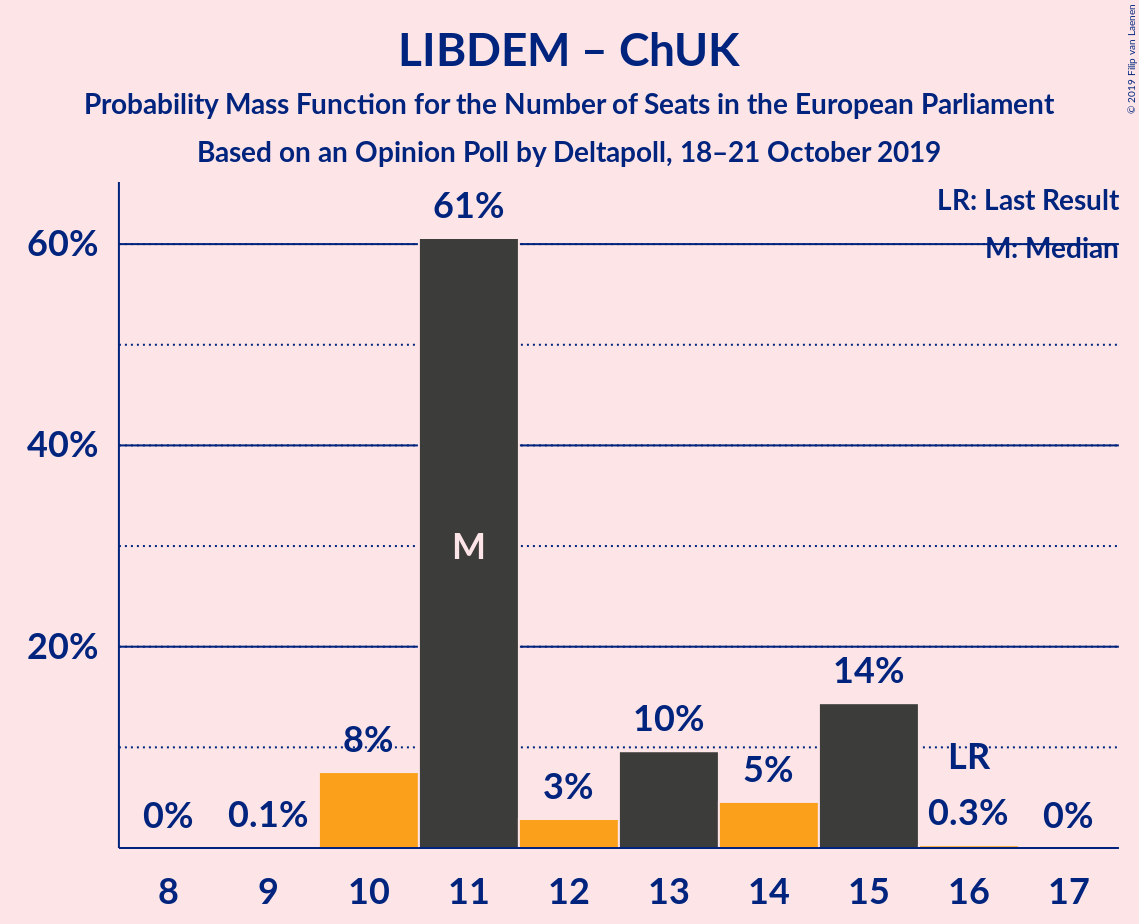 LIBDEM – ChUK
Probability Mass Function for the Number of Seats in the European Parliament
Based on an Opinion Poll by Deltapoll, 18–21 October 2019
© 2019 Filip van Laenen
LR: Last Result
M: Median
60%
40%
20%
0%
0.1%
8%
61%
M
3%
10%
5%
14%
LR
0.3%
0%
8 9 10 11 12 13 14 15 16 17